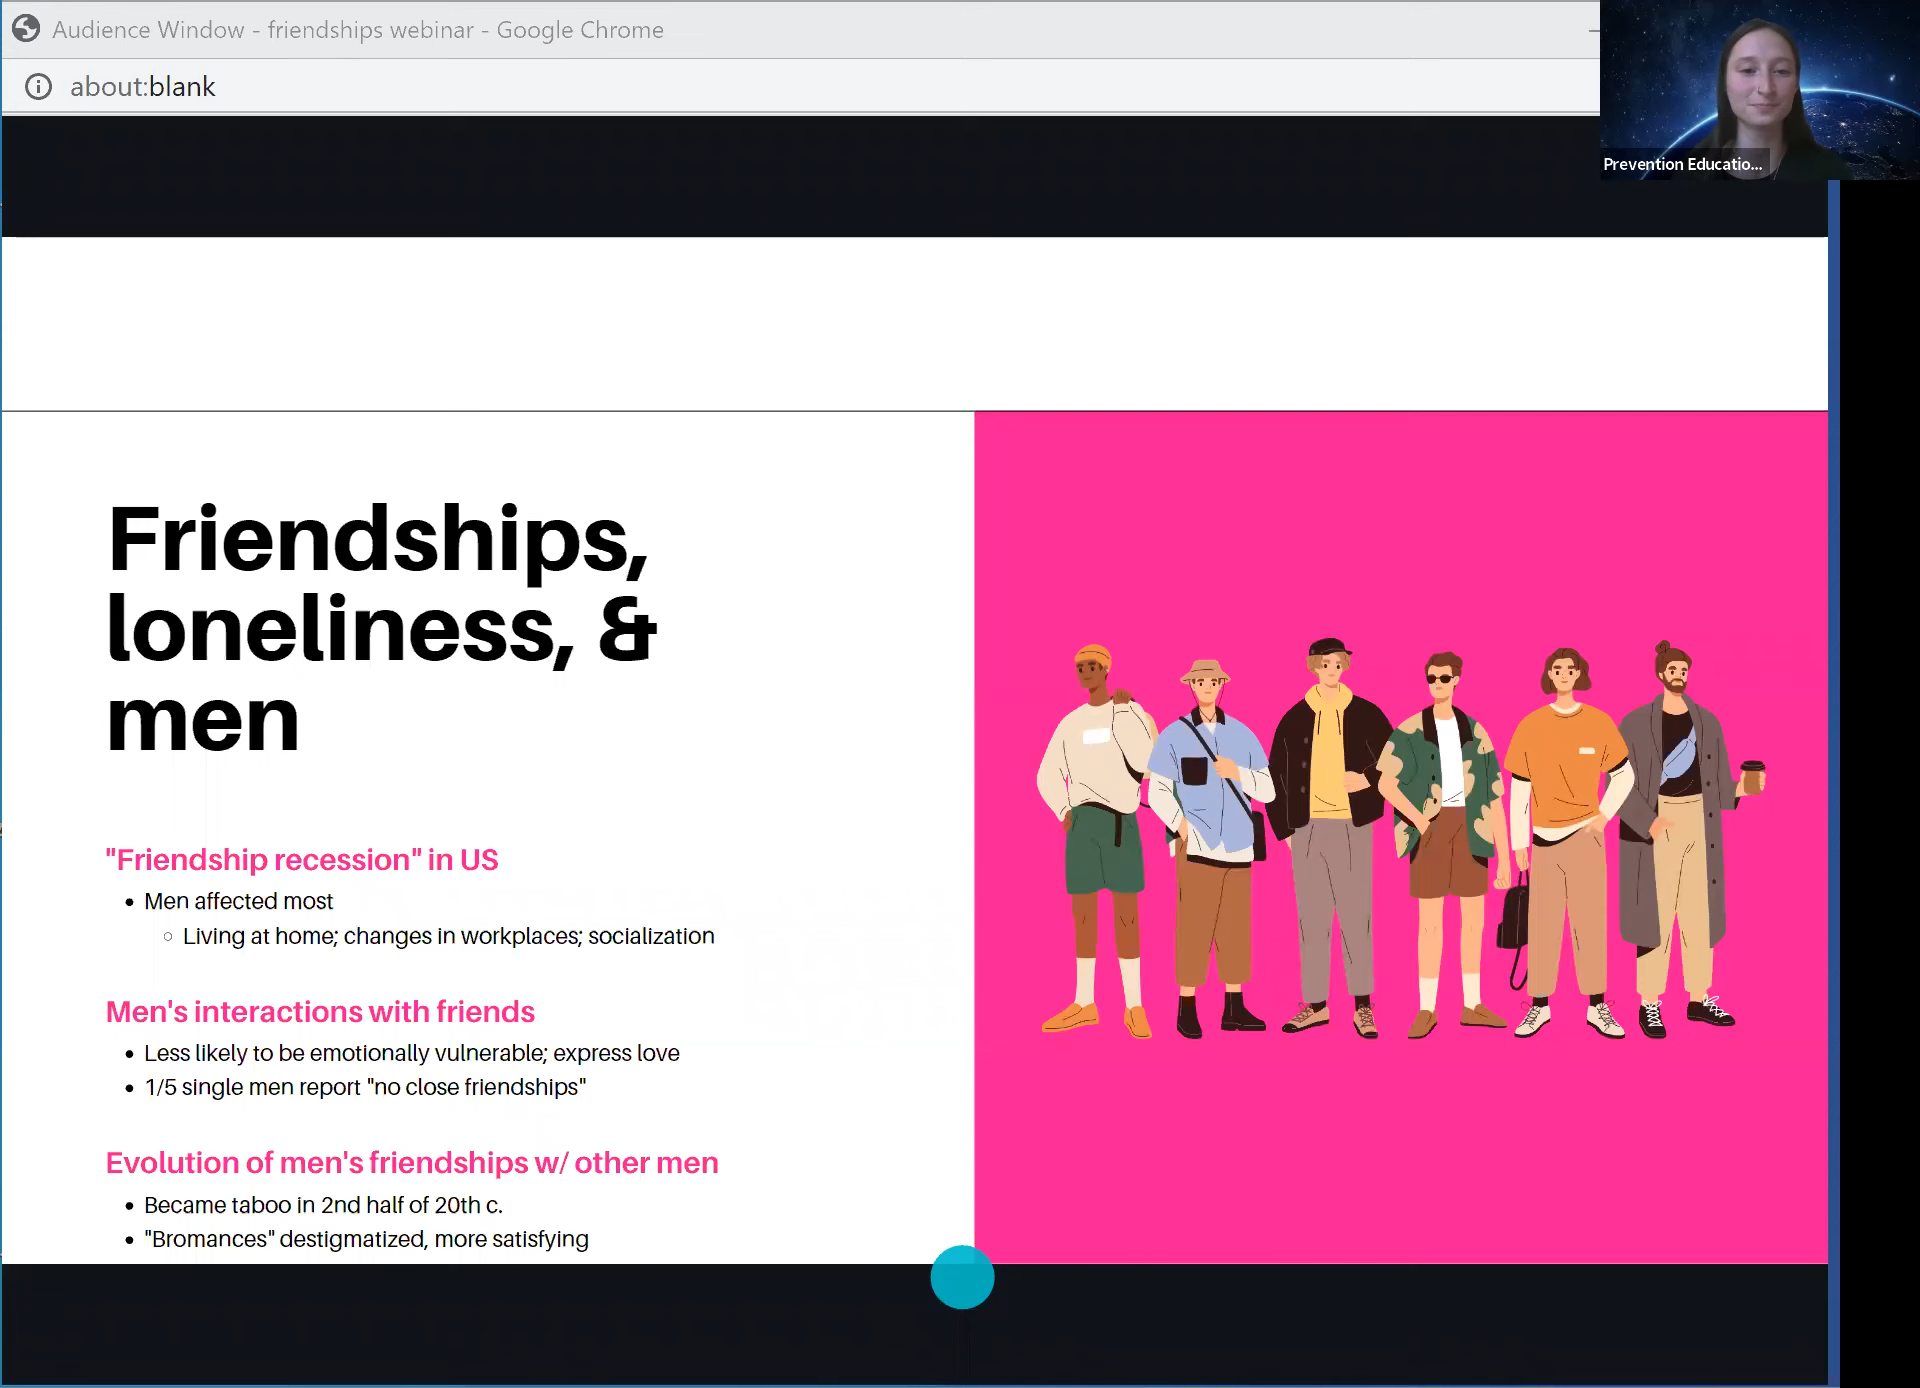 Audience Window - friendships webinar - Google Chrome
about:blank
Prevention Educatio...
Friendships,
loneliness, &
men
"Friendship recession" in US
• Men affected most
○ Living at home; changes in workplaces; socialization
Men's interactions with friends
• Less likely to be emotionally vulnerable; express love
• 1/5 single men report "no close friendships"
Evolution of men's friendships w/ other men
• Became taboo in 2nd half of 20th c.
• "Bromances" destigmatized, more satisfying